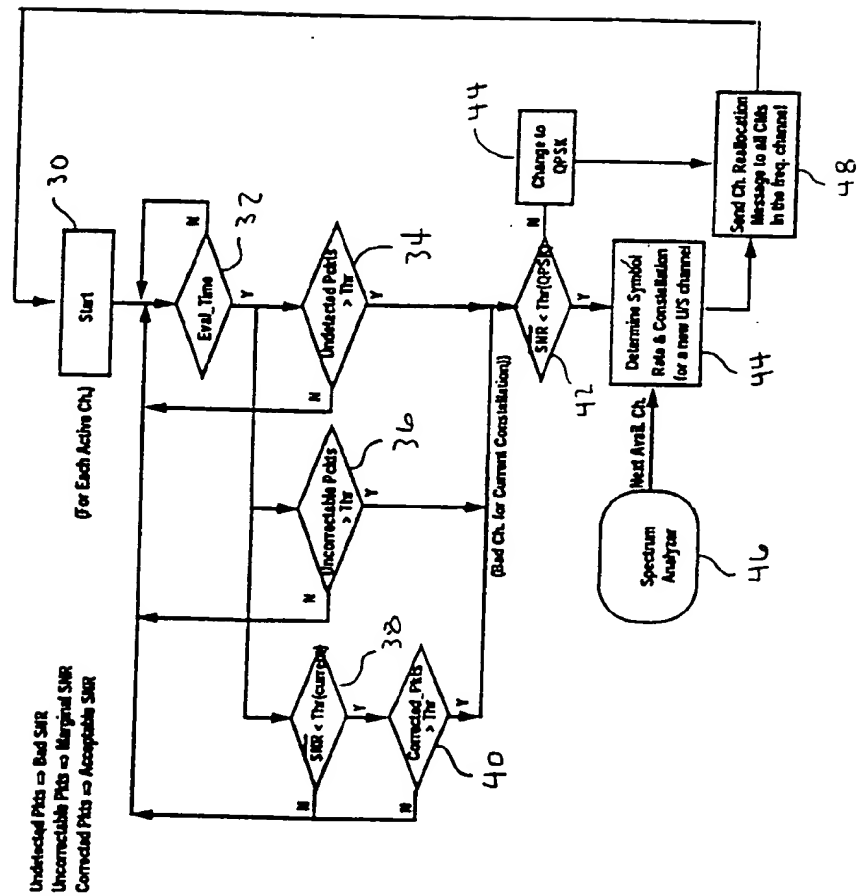 Undetected Pkts => Bad SNR
Uncorrectable Pkts => Marginal SNR
Corrected Pkts => Acceptable SNR
(For Each Active Ch.)
Start
30
Eval_Time
N
Y
32
Undetected Pckts
> Thr
N
Y
34
Uncorrectable Pckts
> Thr
N
Y
36
SNR < Thr(current)
N
Y
38
Corrected_Pkts
> Thr
N
Y
40
(Bad Ch. for Current Constellation))
SNR < Thr(QPSK)
N
Y
42
Change to
QPSK
44
Determine Symbol
Rate & Constellation
(for a new U/S channel
44
Next Avail. Ch.
Spectrum
Analyzer
46
Send Ch. Reallocation
Message to all CMs
In the freq. channel
48